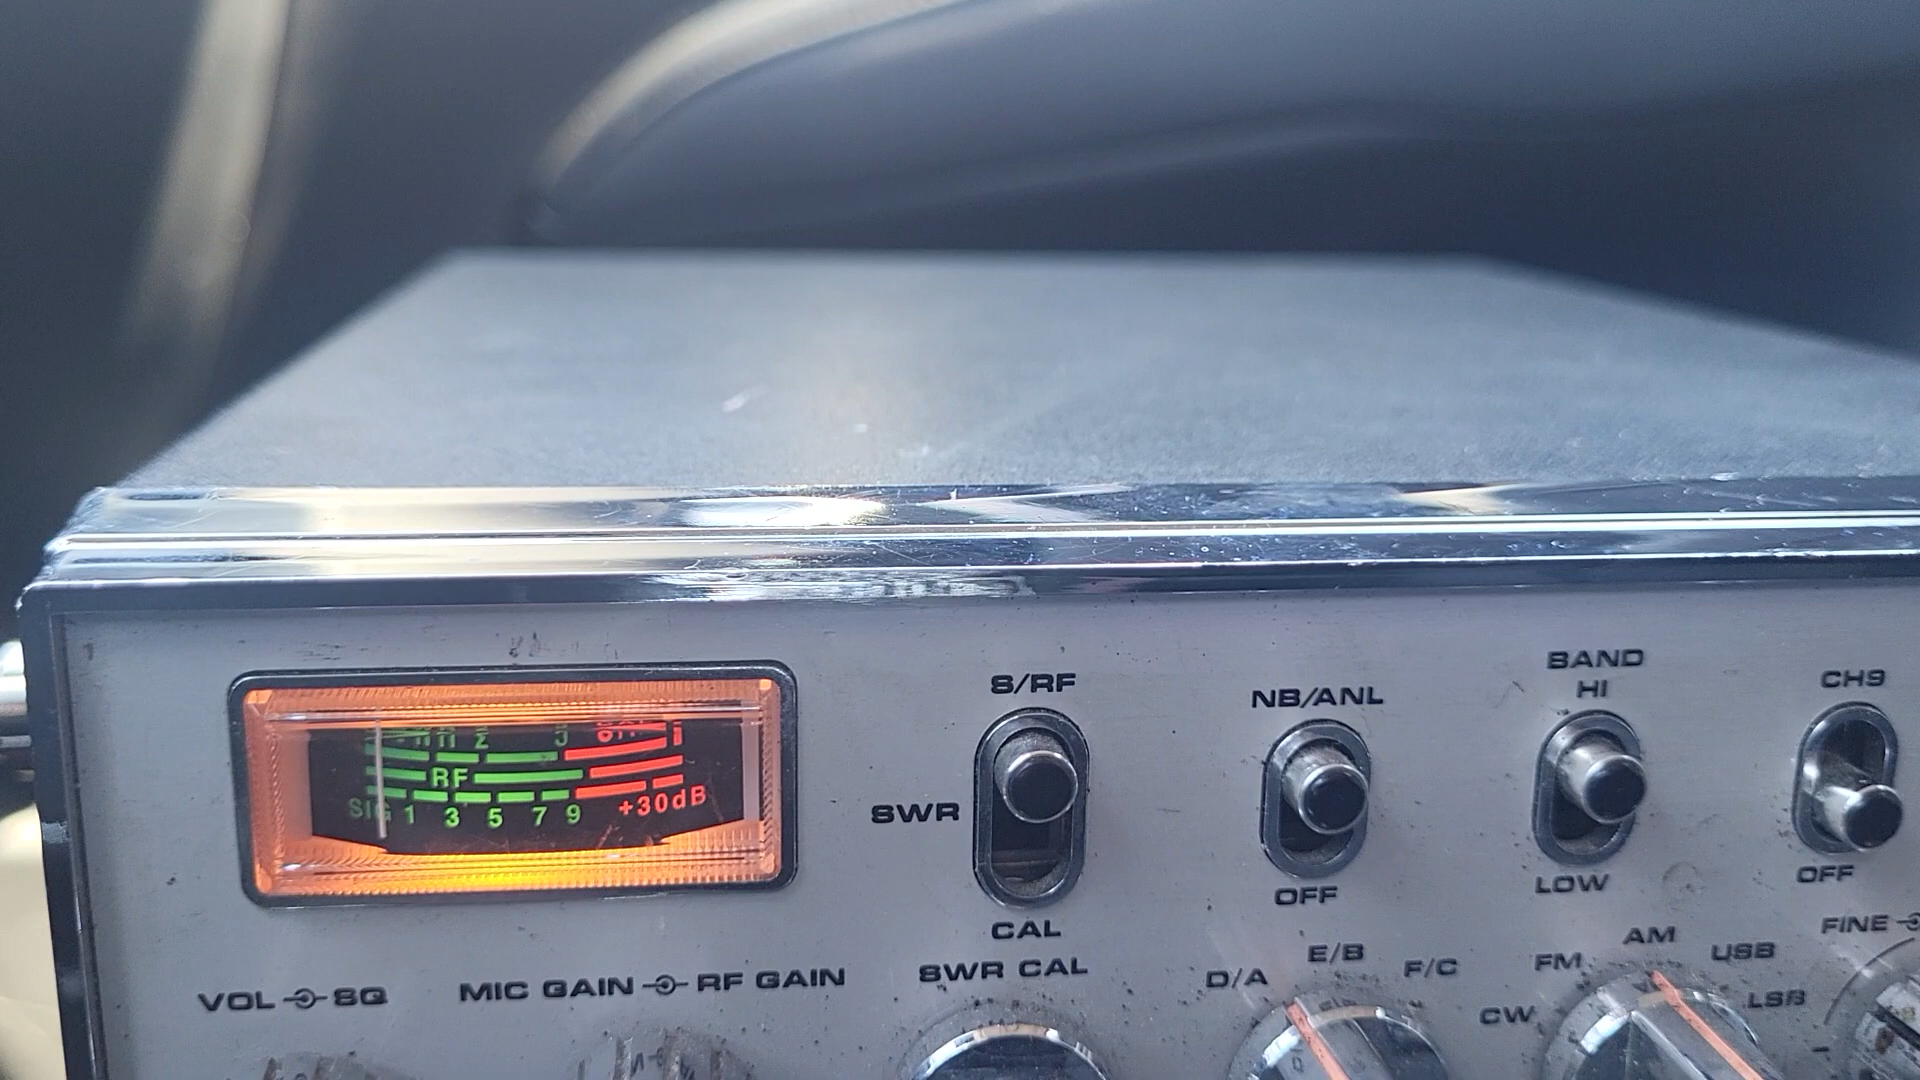 S/RF
NB/ANL
BAND
HI
CH9
RF
SIG 1 3 5 7 9 +30dB
SWR
OFF
LOW
OFF
CAL
SWR CAL
VOL SQ
MIC GAIN RF GAIN
D/A E/B F/C
CW FM AM USB LSB
FINE